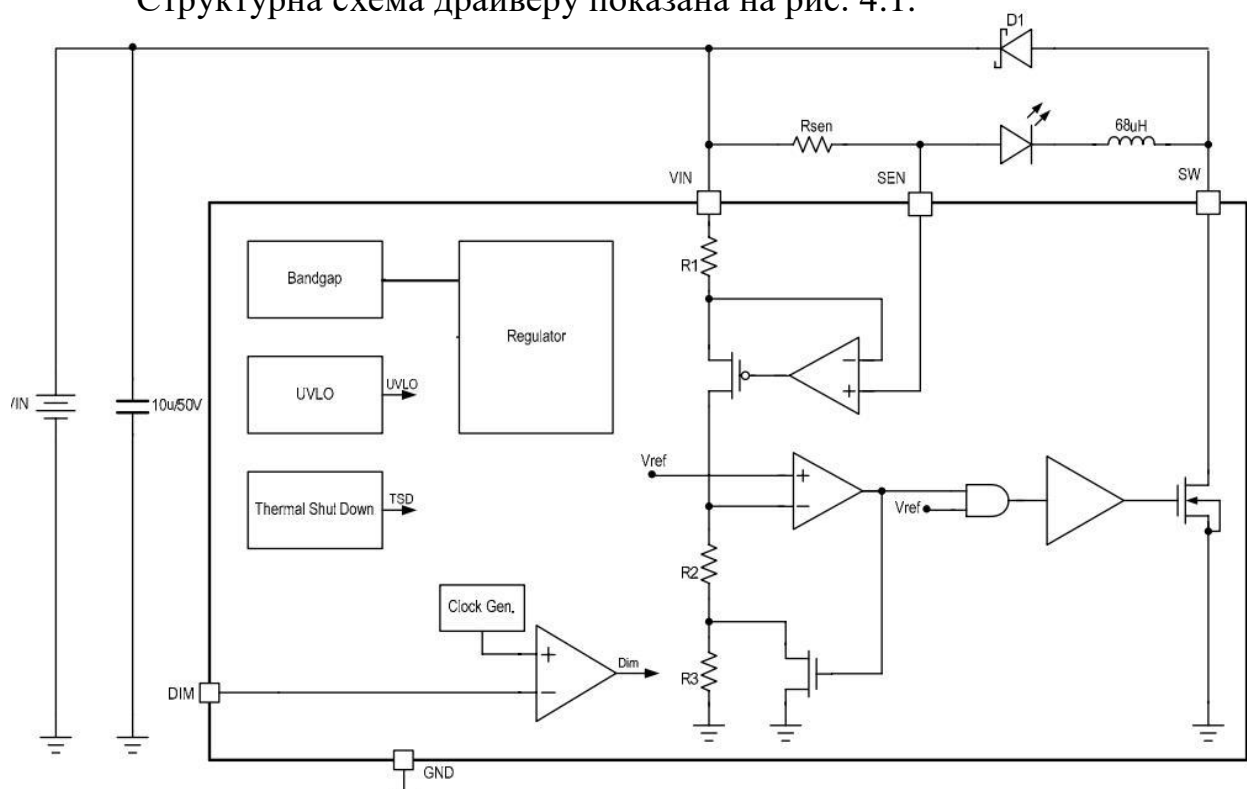 Структурна схема драйверу показана на рис. 4.1.
D1
Rsen
68uH
VIN
SEN
SW
R1
Bandgap
Regulator
UVLO
UVLO
/IN
10u/50V
Thermal Shut Down
TSD
Vref
Vref
R2
Clock Gen.
Dim
R3
DIM
GND